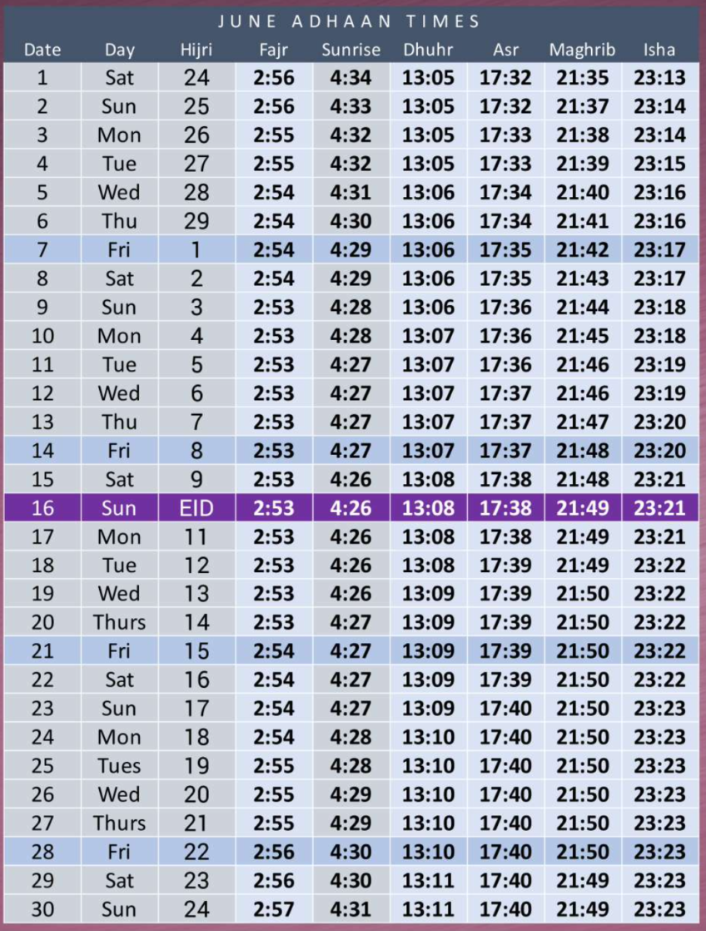 JUNE ADHAAN TIMES
Date Day Hijri Fajr Sunrise Dhuhr Asr Maghrib Isha
1 Sat 24 2:56 4:34 13:05 17:32 21:35 23:13
2 Sun 25 2:56 4:33 13:05 17:32 21:37 23:14
3 Mon 26 2:55 4:32 13:05 17:33 21:38 23:14
4 Tue 27 2:55 4:32 13:05 17:33 21:39 23:15
5 Wed 28 2:54 4:31 13:06 17:34 21:40 23:16
6 Thu 29 2:54 4:30 13:06 17:34 21:41 23:16
7 Fri 1 2:54 4:29 13:06 17:35 21:42 23:17
8 Sat 2 2:54 4:29 13:06 17:35 21:43 23:17
9 Sun 3 2:53 4:28 13:06 17:36 21:44 23:18
10 Mon 4 2:53 4:28 13:07 17:36 21:45 23:18
11 Tue 5 2:53 4:27 13:07 17:36 21:46 23:19
12 Wed 6 2:53 4:27 13:07 17:37 21:46 23:19
13 Thu 7 2:53 4:27 13:07 17:37 21:47 23:20
14 Fri 8 2:53 4:27 13:07 17:37 21:48 23:20
15 Sat 9 2:53 4:26 13:08 17:38 21:48 23:21
16 Sun EID 2:53 4:26 13:08 17:38 21:49 23:21
17 Mon 11 2:53 4:26 13:08 17:38 21:49 23:21
18 Tue 12 2:53 4:26 13:08 17:39 21:49 23:22
19 Wed 13 2:53 4:26 13:09 17:39 21:50 23:22
20 Thurs 14 2:53 4:27 13:09 17:39 21:50 23:22
21 Fri 15 2:54 4:27 13:09 17:39 21:50 23:22
22 Sat 16 2:54 4:27 13:09 17:39 21:50 23:22
23 Sun 17 2:54 4:27 13:09 17:40 21:50 23:23
24 Mon 18 2:54 4:28 13:10 17:40 21:50 23:23
25 Tues 19 2:55 4:28 13:10 17:40 21:50 23:23
26 Wed 20 2:55 4:29 13:10 17:40 21:50 23:23
27 Thurs 21 2:55 4:29 13:10 17:40 21:50 23:23
28 Fri 22 2:56 4:30 13:10 17:40 21:50 23:23
29 Sat 23 2:56 4:30 13:11 17:40 21:49 23:23
30 Sun 24 2:57 4:31 13:11 17:40 21:49 23:23